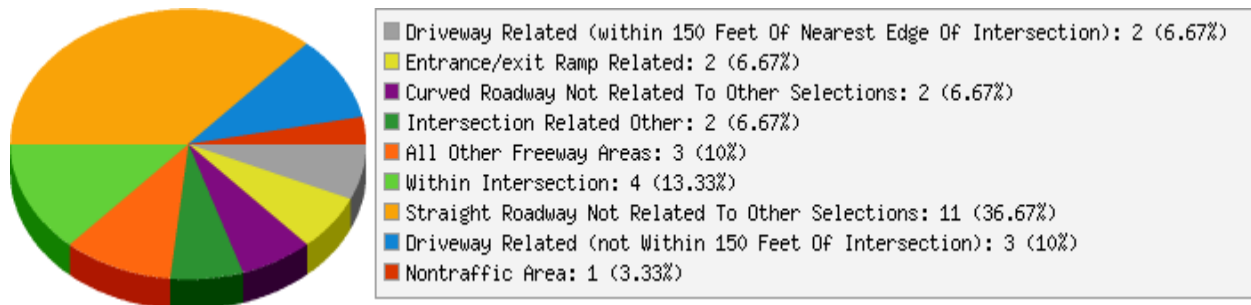 Driveway Related (within 150 Feet Of Nearest Edge Of Intersection): 2 (6.67%)
Entrance/exit Ramp Related: 2 (6.67%)
Curved Roadway Not Related To Other Selections: 2 (6.67%)
Intersection Related Other: 2 (6.67%)
All Other Freeway Areas: 3 (10%)
Within Intersection: 4 (13.33%)
Straight Roadway Not Related To Other Selections: 11 (36.67%)
Driveway Related (not Within 150 Feet Of Intersection): 3 (10%)
Nontraffic Area: 1 (3.33%)